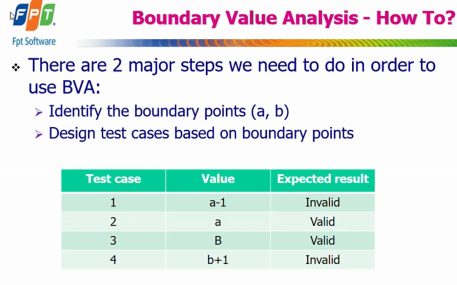 FPT
Fpt Software
Boundary Value Analysis - How To?
There are 2 major steps we need to do in order to
use BVA:
Identify the boundary points (a, b)
Design test cases based on boundary points
Test case Value Expected result
1 a-1 Invalid
2 a Valid
3 B Valid
4 b+1 Invalid